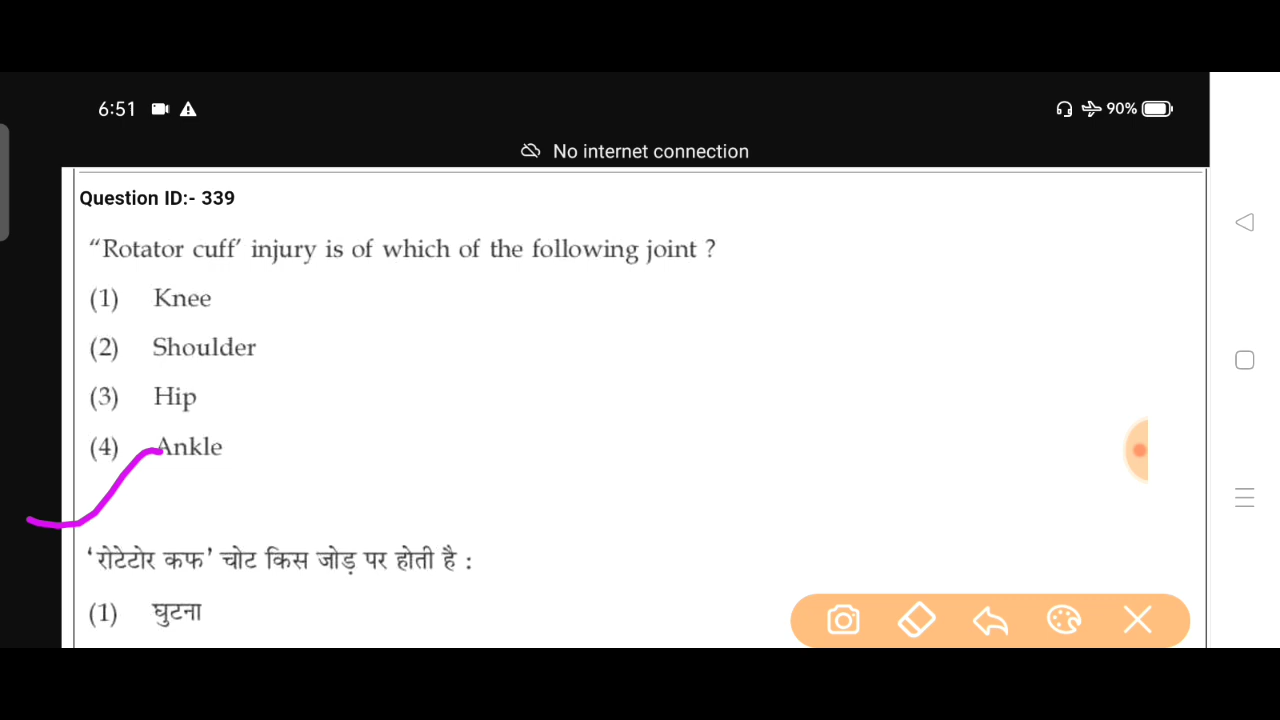 6:51
90%
No internet connection
Question ID:- 339
“Rotator cuff’ injury is of which of the following joint ?
(1) Knee
(2) Shoulder
(3) Hip
(4) Ankle
‘रोटेटोर कफ’ चोट किस जोड़ पर होती है :
(1) घुटना